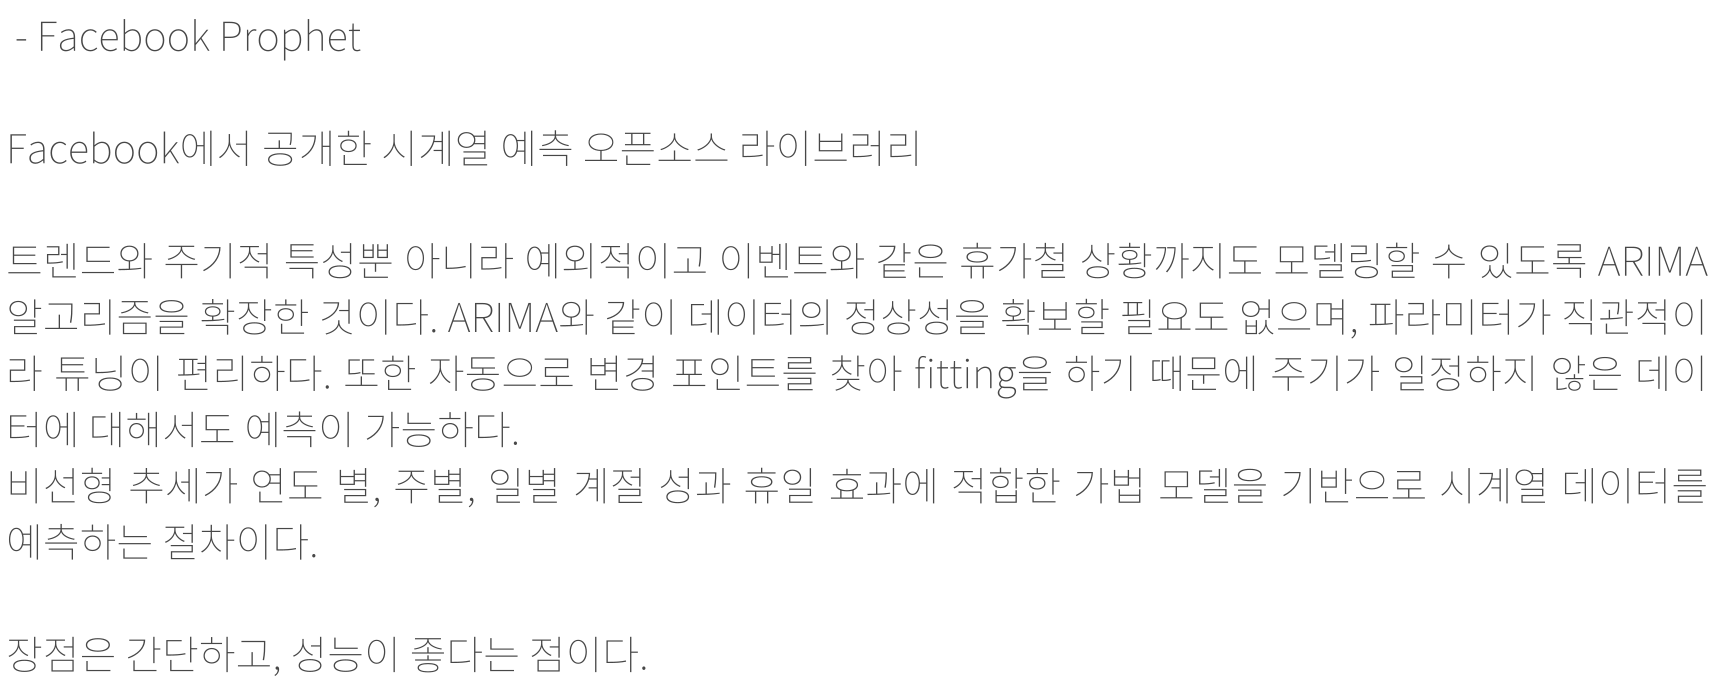 - Facebook Prophet
Facebook에서 공개한 시계열 예측 오픈소스 라이브러리
트렌드와 주기적 특성뿐 아니라 예외적이고 이벤트와 같은 휴가철 상황까지도 모델링할 수 있도록 ARIMA
알고리즘을 확장한 것이다. ARIMA와 같이 데이터의 정상성을 확보할 필요도 없으며, 파라미터가 직관적이
라 튜닝이 편리하다. 또한 자동으로 변경 포인트를 찾아 fitting을 하기 때문에 주기가 일정하지 않은 데이
터에 대해서도 예측이 가능하다.
비선형 추세가 연도 별, 주별, 일별 계절 성과 휴일 효과에 적합한 가법 모델을 기반으로 시계열 데이터를
예측하는 절차이다.
장점은 간단하고, 성능이 좋다는 점이다.